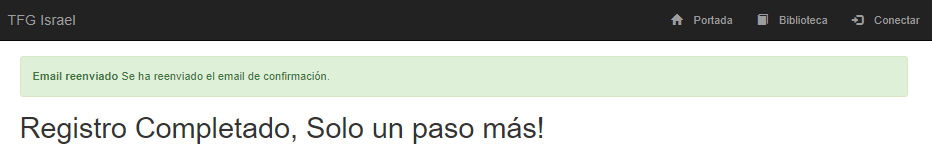 TFG Israel Portada Biblioteca Conectar
Email reenviado Se ha reenviado el email de confirmación.
Registro Completado, Solo un paso más!